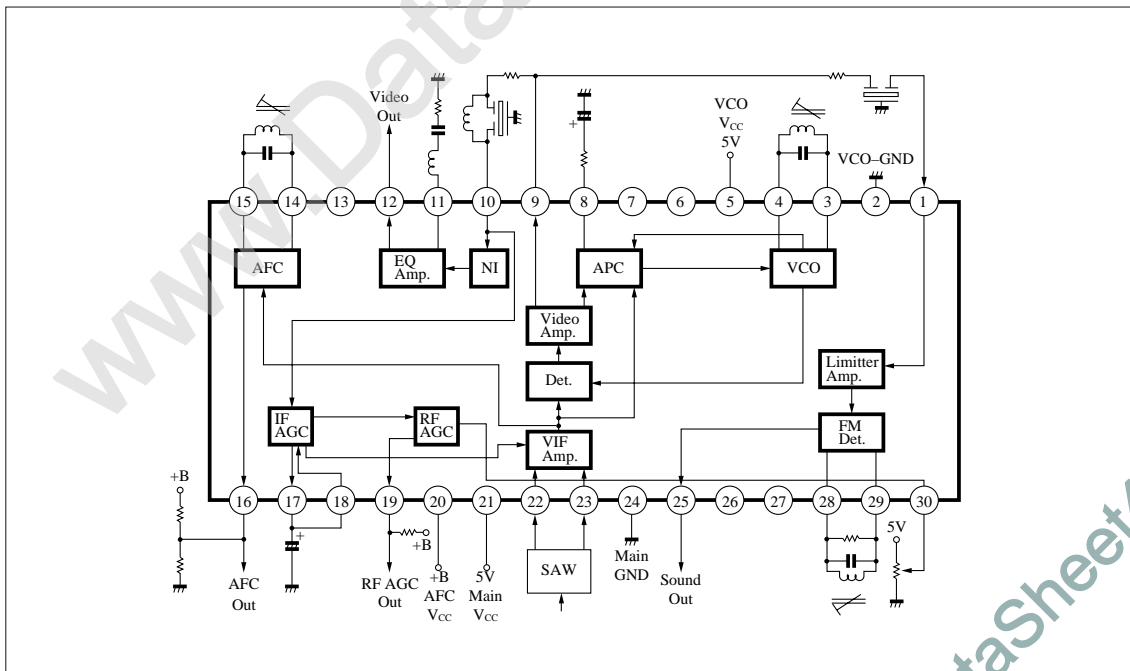 www.Da
Video
Out
VCO
VCC
5V
VCO–GND
+
15
14
13
12
11
10
9
8
7
6
5
4
3
2
1
AFC
EQ
Amp.
NI
APC
VCO
Video
Amp.
Det.
Limitter
Amp.
IF
AGC
RF
AGC
VIF
Amp.
FM
Det.
16
17
18
19
20
21
22
23
24
25
26
27
28
29
30
+B
+
+B
5V
AFC
Out
RF AGC
Out
+B
AFC
VCC
5V
Main
VCC
SAW
Main
GND
Sound
Out
taSheet4